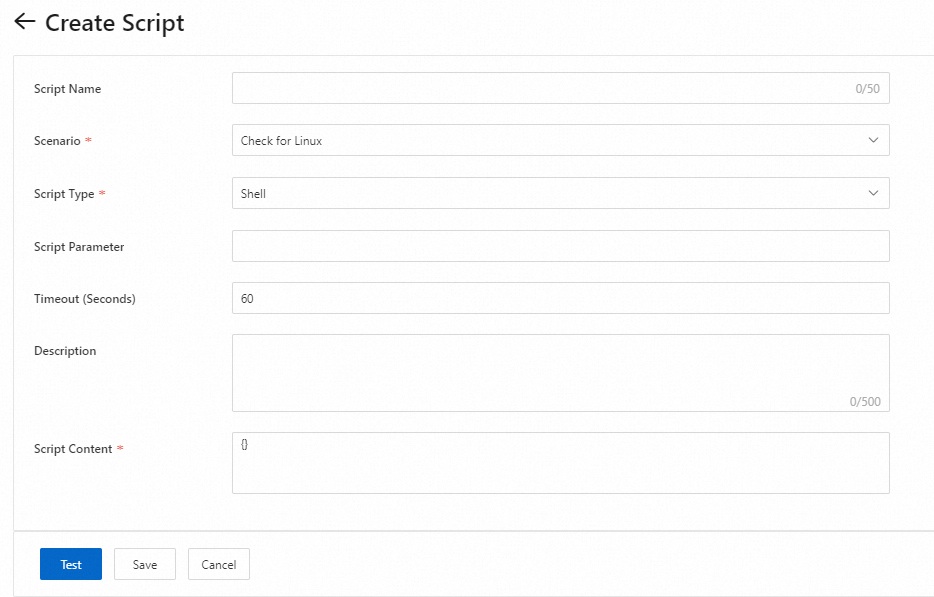 Create Script
Script Name
0/50
Scenario *
Check for Linux
Script Type *
Shell
Script Parameter
Timeout (Seconds)
60
Description
0/500
Script Content *
{}
Test
Save
Cancel